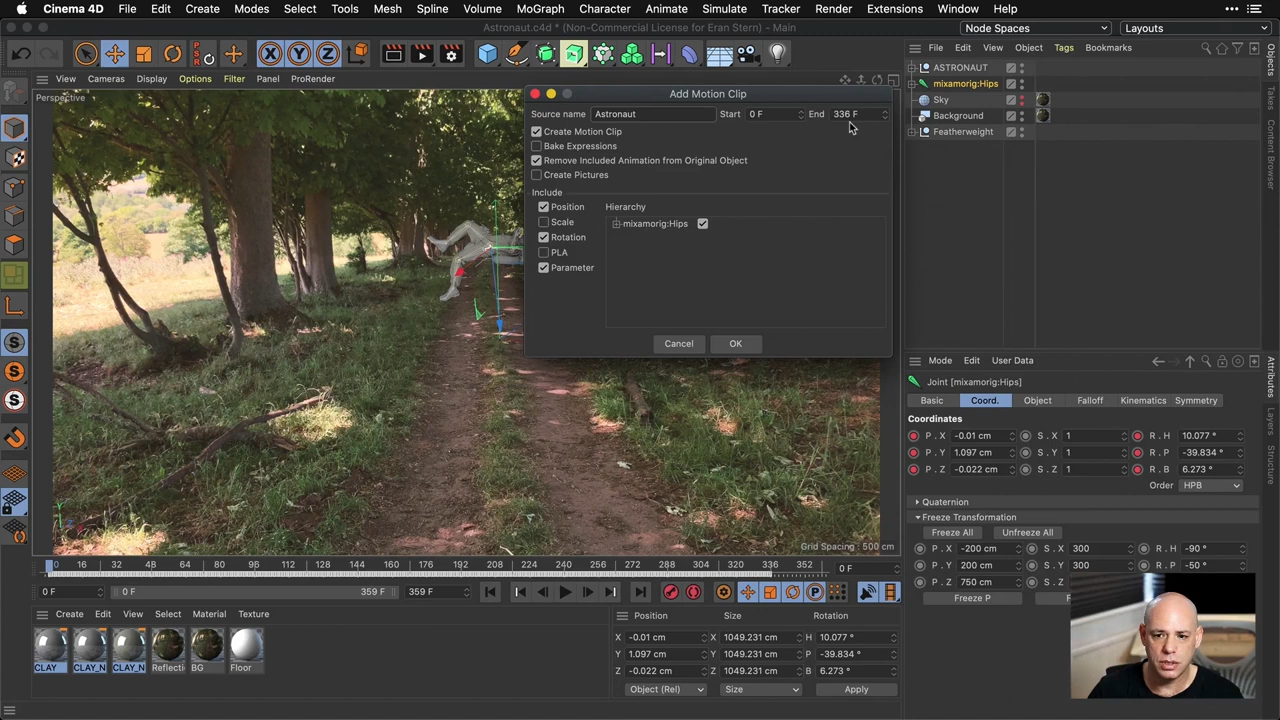 Cinema 4D File Edit Create Modes Select Tools Mesh Spline Volume MoGraph Character Animate Simulate Tracker Render Extensions Window Help
Astronaut.c4d * (Non-Commercial License for Eran Stern) - Main
Node Spaces
Layouts
X Y Z
PSR
File Edit View Object Tags Bookmarks
View Cameras Display Options Filter Panel ProRender
Perspective
ASTRONAUT
mixamorig:Hips
Sky
Background
Featherweight
Objects
Takes
Content Browser
Add Motion Clip
Source name Astronaut Start 0 F End 336 F
Create Motion Clip
Bake Expressions
Remove Included Animation from Original Object
Create Pictures
Include
Position
Scale
Rotation
PLA
Parameter
Hierarchy
mixamorig:Hips
Cancel OK
Mode Edit User Data
Joint [mixamorig:Hips]
Basic Coord. Object Falloff Kinematics Symmetry
Coordinates
P . X -0.01 cm S . X 1 R . H 10.077 °
P . Y 1.097 cm S . Y 1 R . P -39.834 °
P . Z -0.022 cm S . Z 1 R . B 6.273 °
Order HPB
Quaternion
Freeze Transformation
Freeze All Unfreeze All
P . X -200 cm S . X 300 R . H -90 °
P . Y 200 cm S . Y 300 R . P -50 °
P . Z 750 cm S . Z
Freeze P F
Attributes
Layers
Structure
S
S
S
Y
X
Grid Spacing : 500 cm
0 16 32 48 64 80 96 112 128 144 160 176 192 208 224 240 256 272 288 304 320 336 352 0 F
0 F 0 F 359 F 359 F
P
Create Edit View Select Material Texture
CLAY CLAY_N CLAY_N Reflecti BG Floor
Position Size Rotation
X -0.01 cm X 1049.231 cm H 10.077 °
Y 1.097 cm Y 1049.231 cm P -39.834 °
Z -0.022 cm Z 1049.231 cm B 6.273 °
Object (Rel) Size Apply